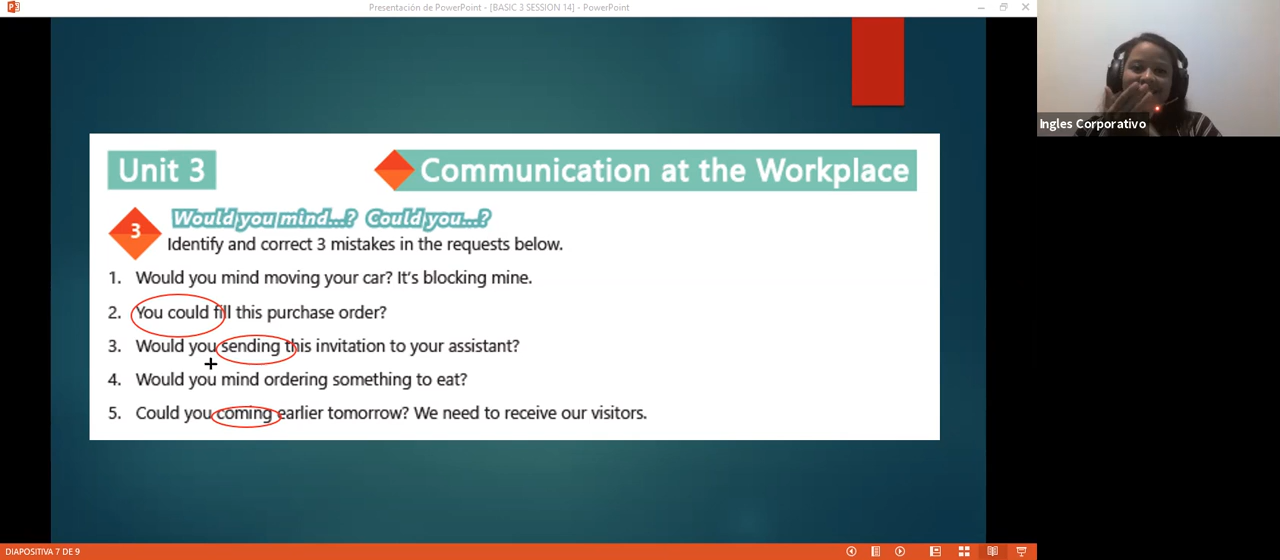 Presentación de PowerPoint - [BASIC 3 SESSION 14] - PowerPoint
Ingles Corporativo
Unit 3
Communication at the Workplace
3
Would you mind...? Could you...?
Identify and correct 3 mistakes in the requests below.
1. Would you mind moving your car? It's blocking mine.
2. You could fill this purchase order?
3. Would you sending this invitation to your assistant?
4. Would you mind ordering something to eat?
5. Could you coming earlier tomorrow? We need to receive our visitors.
DIAPOSITIVA 7 DE 9